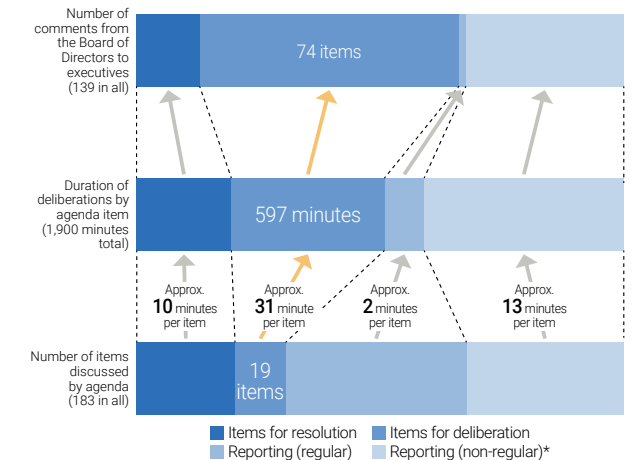 Number of
comments from
the Board of
Directors to
executives
(139 in all)
74 items
Duration of
deliberations by
agenda item
(1,900 minutes
total)
597 minutes
Approx.
10 minutes
per item
Approx.
31 minute
per item
Approx.
2 minutes
per item
Approx.
13 minutes
per item
Number of items
discussed
by agenda
(183 in all)
19
items
Items for resolution
Items for deliberation
Reporting (regular)
Reporting (non-regular)*